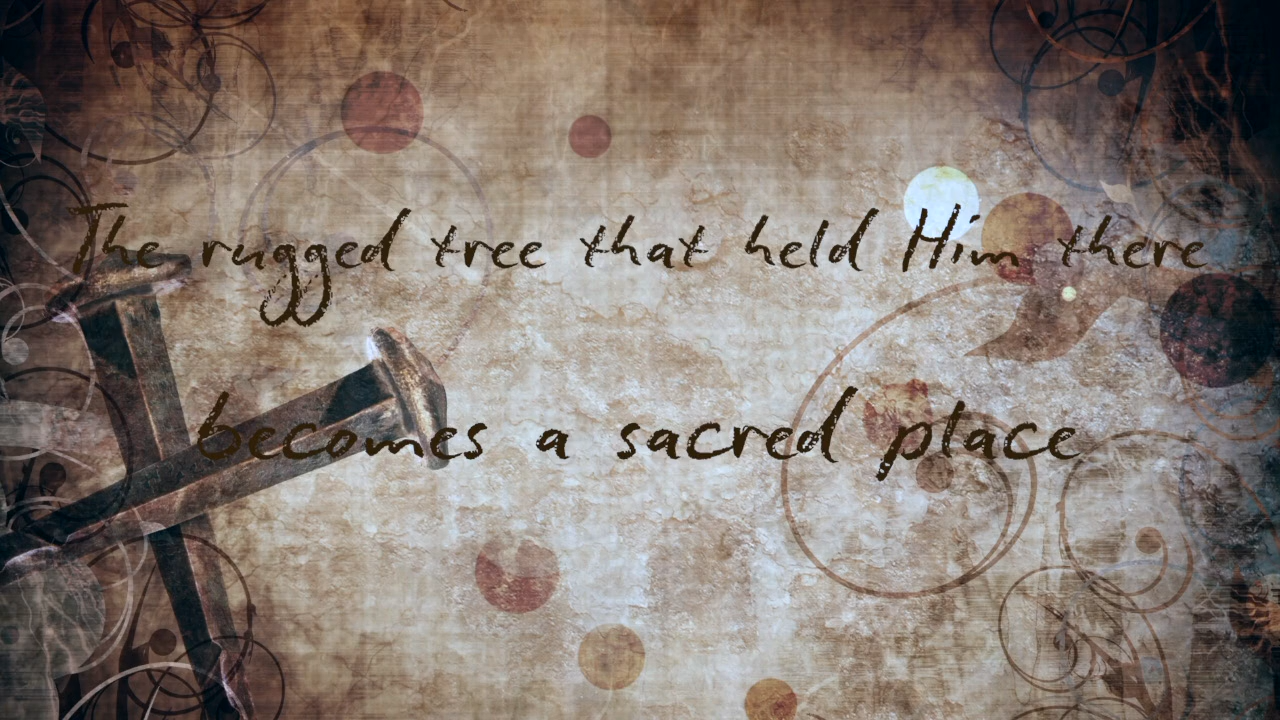 The rugged tree that held Him there
becomes a sacred place